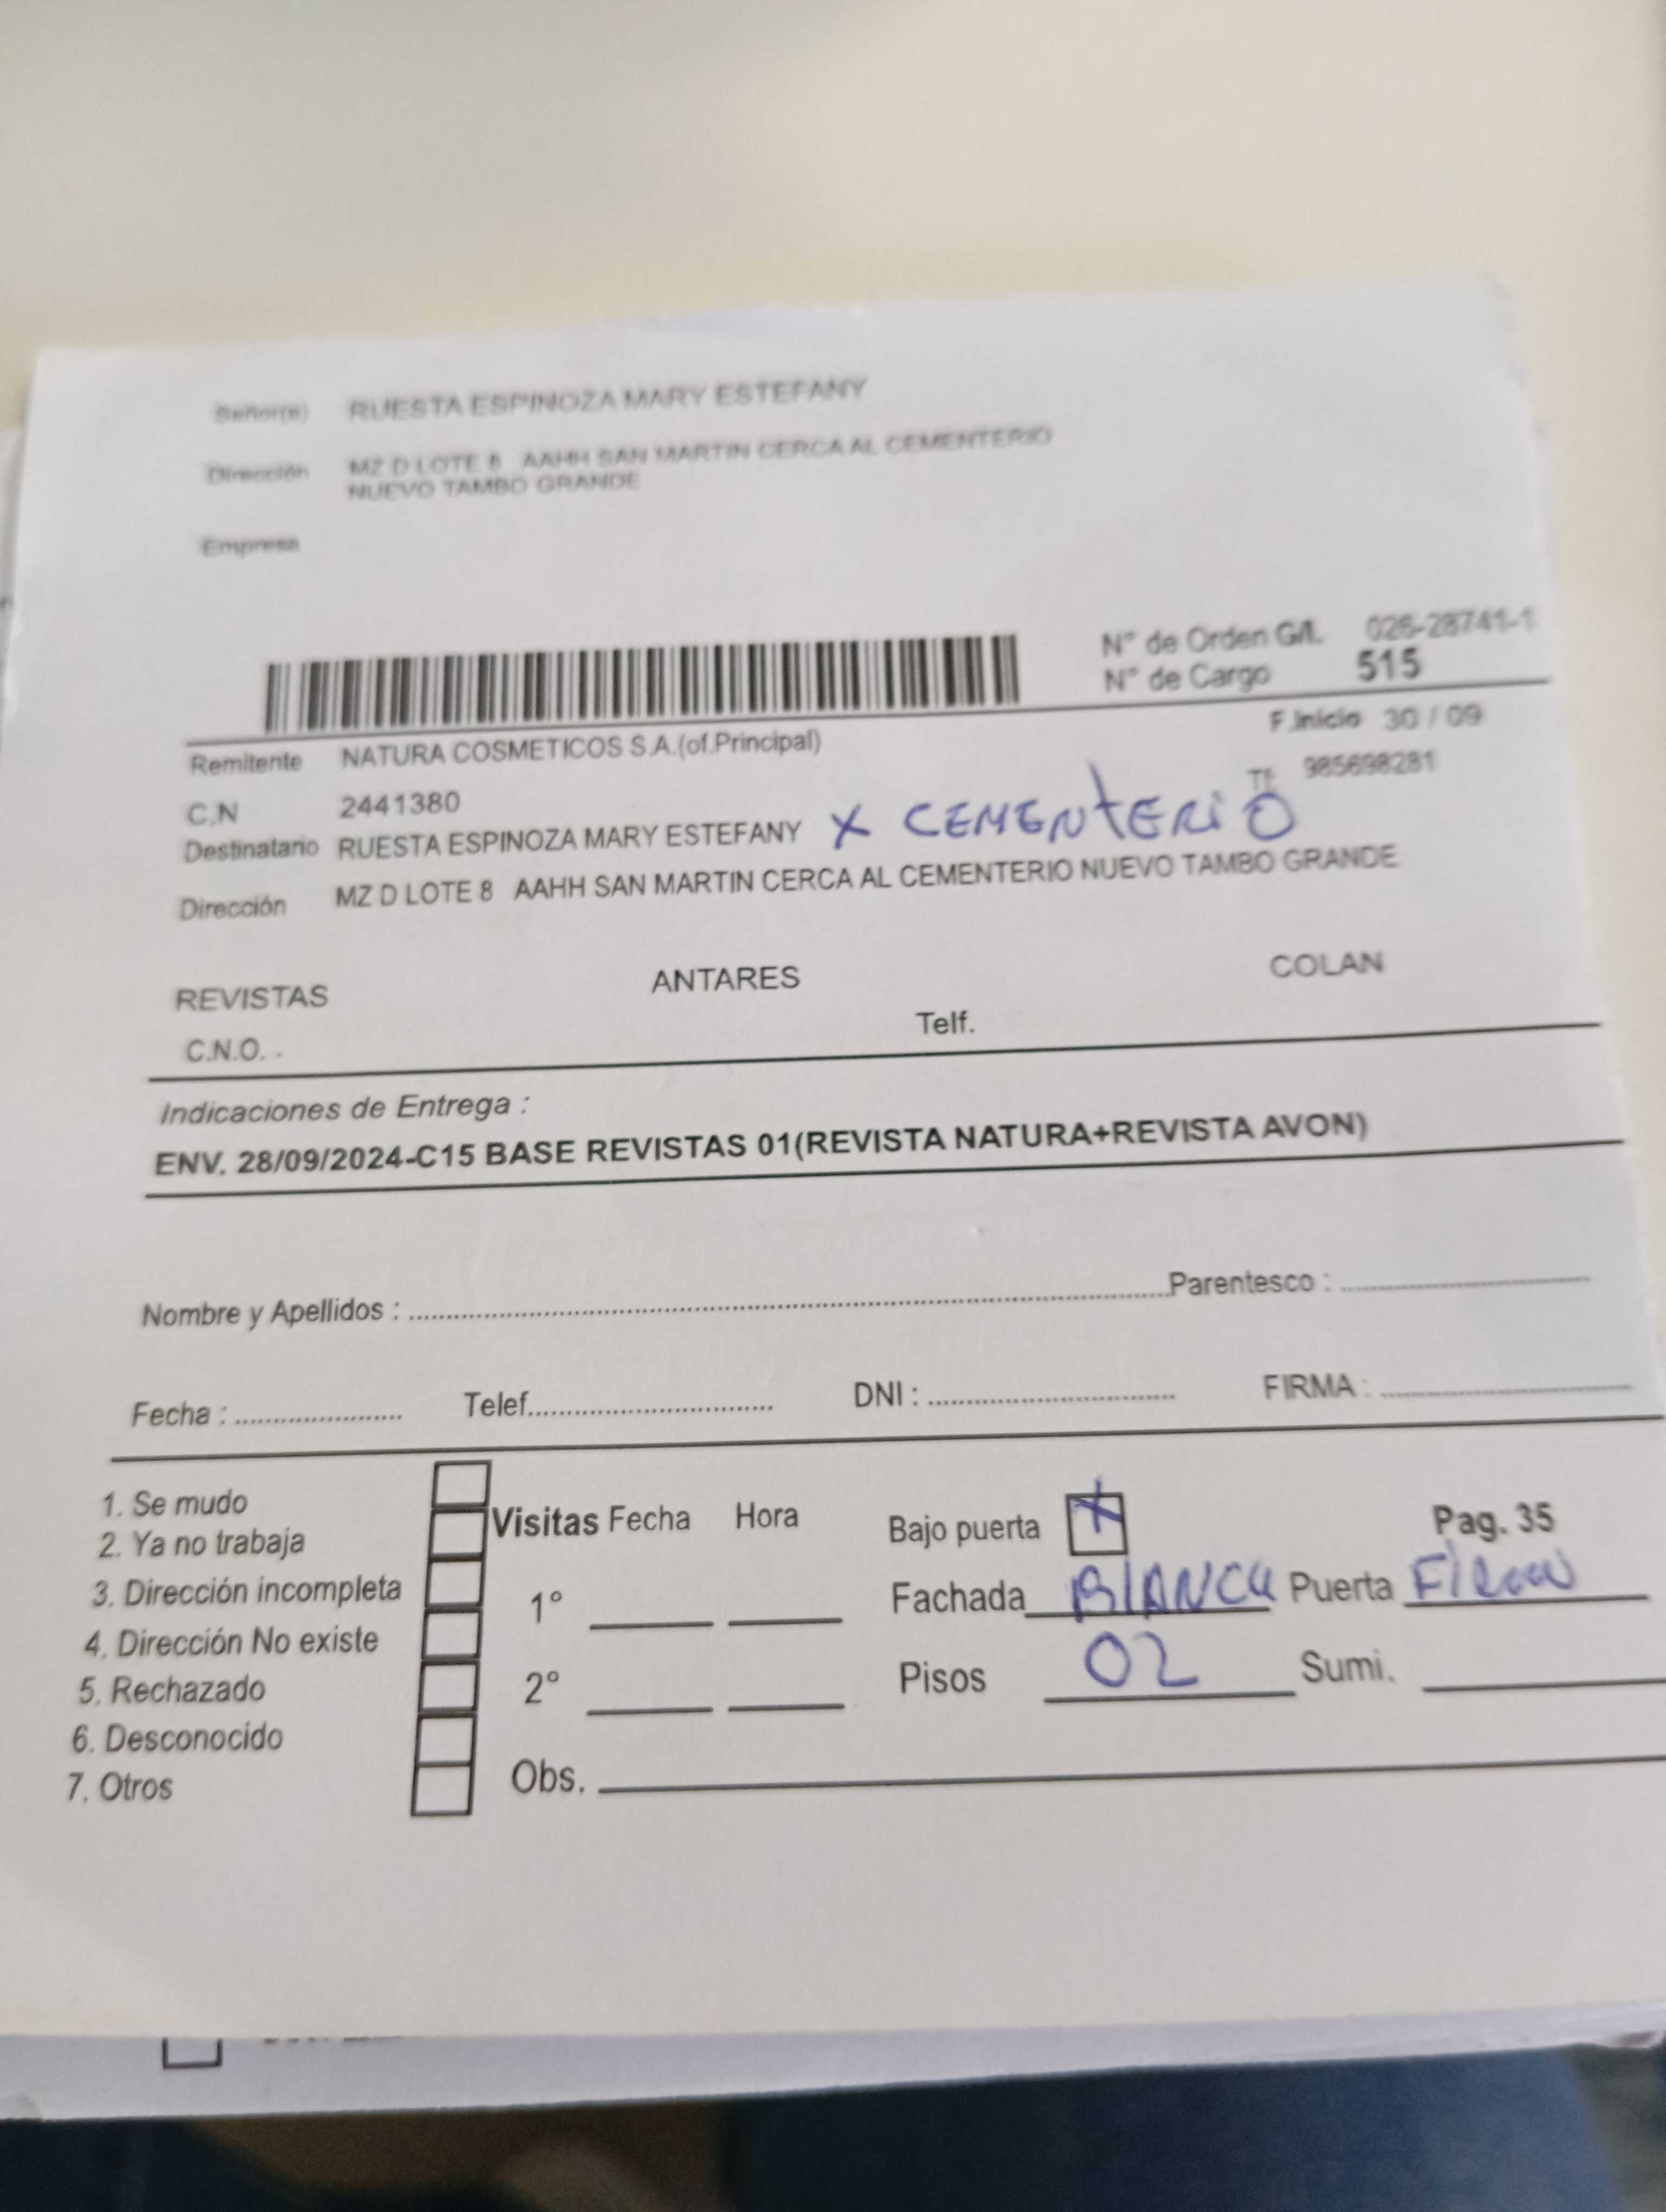 Señor(s) RUESTA ESPINOZA MARY ESTEFANY
Dirección MZ D LOTE 8 AAHH SAN MARTIN CERCA AL CEMENTERIO
NUEVO TAMBO GRANDE
Empresa
N° de Orden G/L 026-28741-1
N° de Cargo 515
F.Inicio 30 / 09
Remitente NATURA COSMETICOS S.A.(of.Principal)
Tf. 985698281
C.N 2441380
Destinatario RUESTA ESPINOZA MARY ESTEFANY X CEMENtERiO
Dirección MZ D LOTE 8 AAHH SAN MARTIN CERCA AL CEMENTERIO NUEVO TAMBO GRANDE
REVISTAS ANTARES COLAN
C.N.O. . Telf.
Indicaciones de Entrega :
ENV. 28/09/2024-C15 BASE REVISTAS 01(REVISTA NATURA+REVISTA AVON)
Nombre y Apellidos : Parentesco :
Fecha : Telef. DNI : FIRMA :
1. Se mudo
2. Ya no trabaja
3. Dirección incompleta
4. Dirección No existe
5. Rechazado
6. Desconocido
7. Otros
Visitas Fecha Hora
1°
2°
Obs.
Bajo puerta X Pag. 35
Fachada BlANCA Puerta
Pisos 02 Sumi.